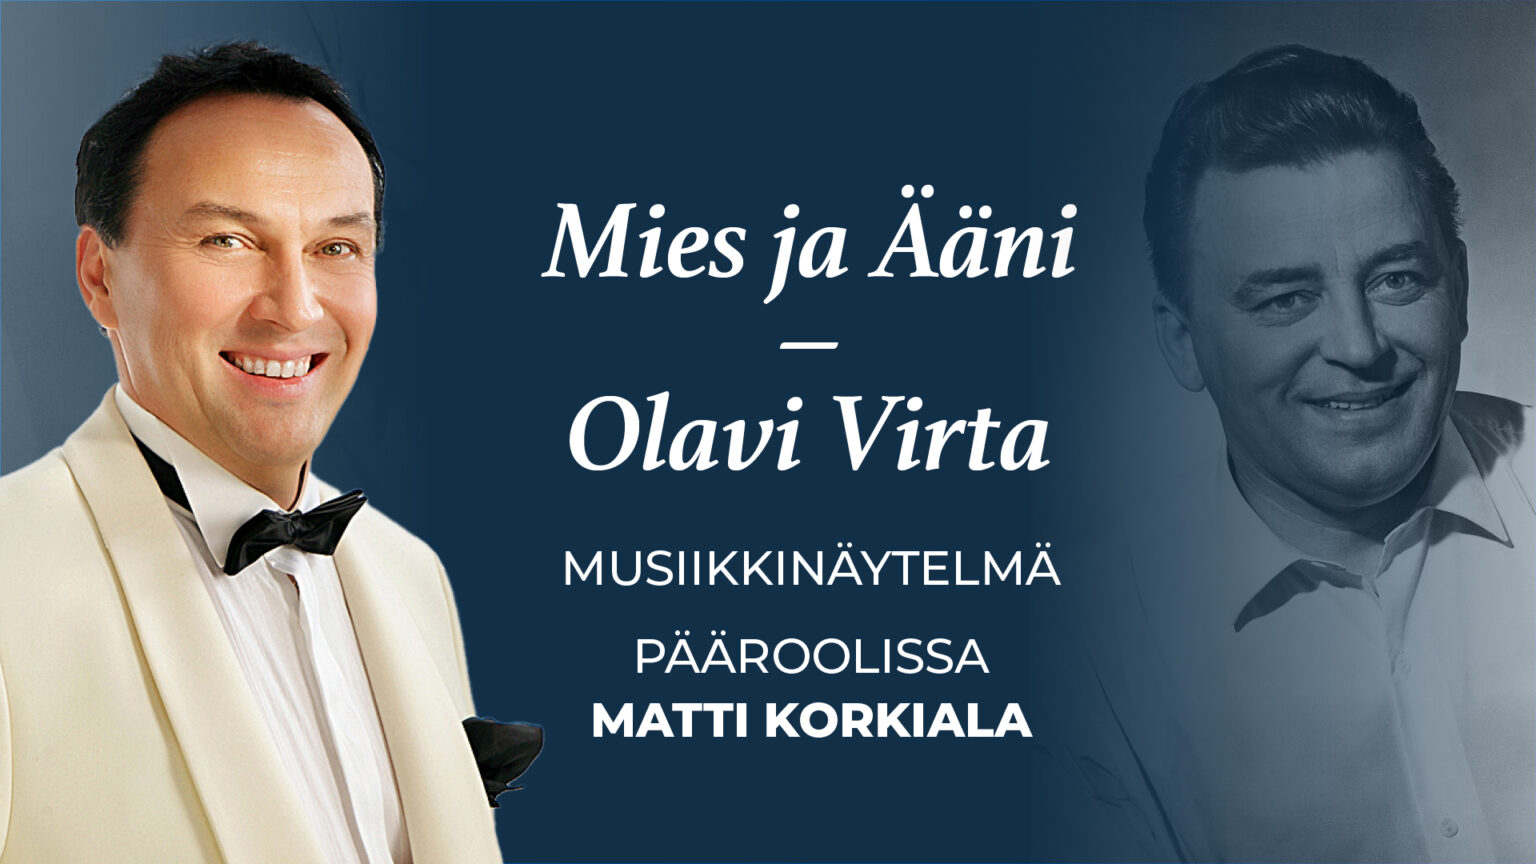 Mies ja Ääni
—
Olavi Virta
MUSIIKKINÄYTELMÄ
PÄÄROOLISSA
MATTI KORKIALA